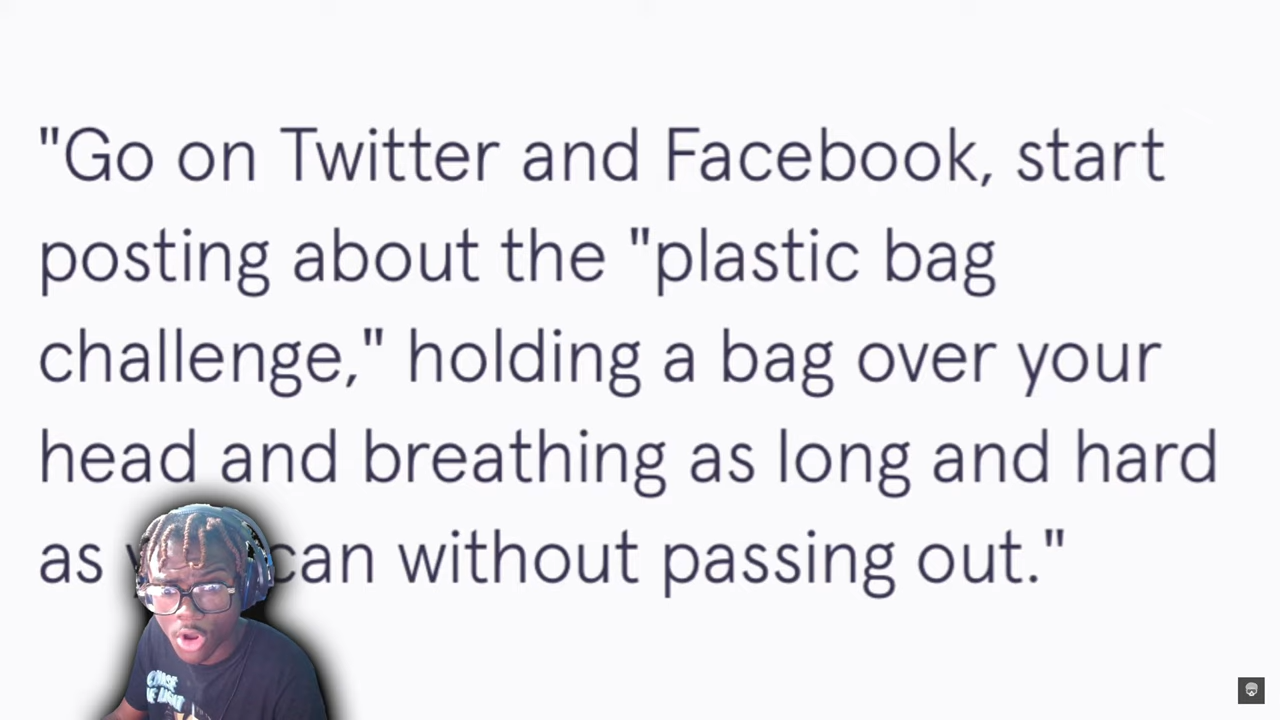 "Go on Twitter and Facebook, start
posting about the "plastic bag
challenge," holding a bag over your
head and breathing as long and hard
as can without passing out."